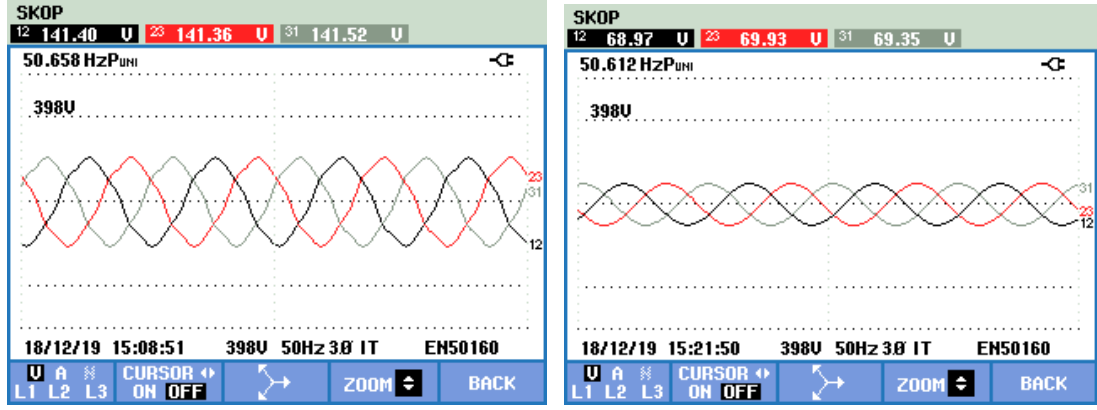 SKOP
12 141.40 V 23 141.36 V 31 141.52 V
50.658 HzPUNI
398V
23
31
12
18/12/19 15:08:51 398V 50Hz 3.Ø IT EN50160
V A ※ CURSOR ON OFF ZOOM BACK
L1 L2 L3
SKOP
12 68.97 V 23 69.93 V 31 69.35 V
50.612 HzPUNI
398V
31
23
12
18/12/19 15:21:50 398V 50Hz 3.Ø IT EN50160
V A ※ CURSOR ON OFF ZOOM BACK
L1 L2 L3